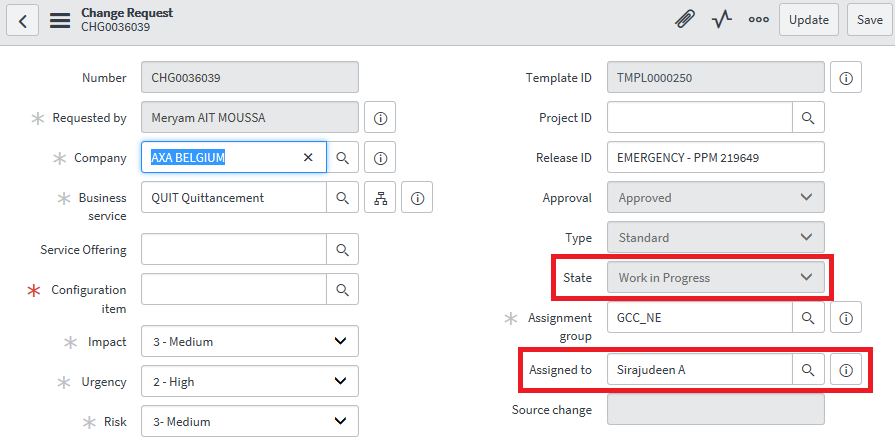 Change Request
CHG0036039
Update
Save
Number
CHG0036039
Requested by
Meryam AIT MOUSSA
Company
AXA BELGIUM
Business
service
QUIT Quittancement
Service Offering
Configuration
item
Impact
3 - Medium
Urgency
2 - High
Risk
3- Medium
Template ID
TMPL0000250
Project ID
Release ID
EMERGENCY - PPM 219649
Approval
Approved
Type
Standard
State
Work in Progress
Assignment
group
GCC_NE
Assigned to
Sirajudeen A
Source change